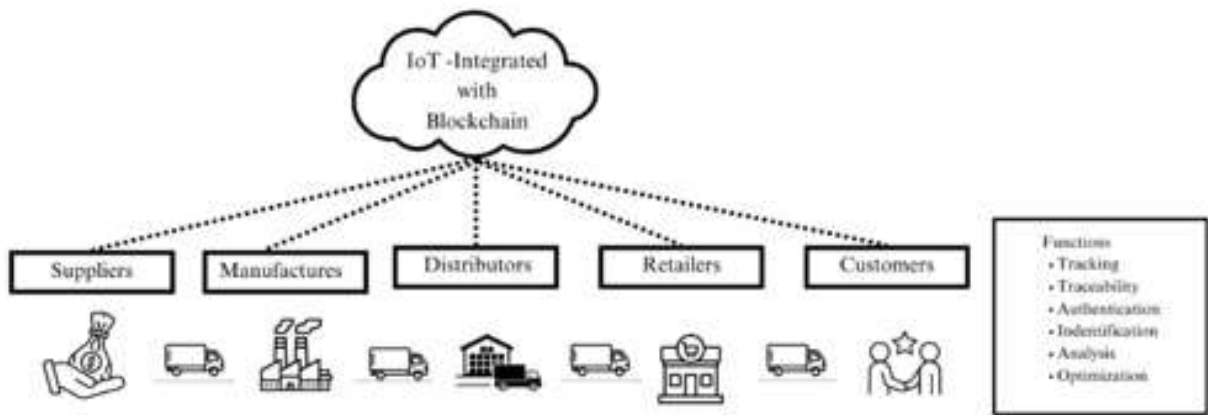 IoT -Integrated
with
Blockchain
Suppliers
Manufactures
Distributors
Retailers
Customers
Functions
• Tracking
• Traceability
• Authentication
• Indentification
• Analysis
• Optimization